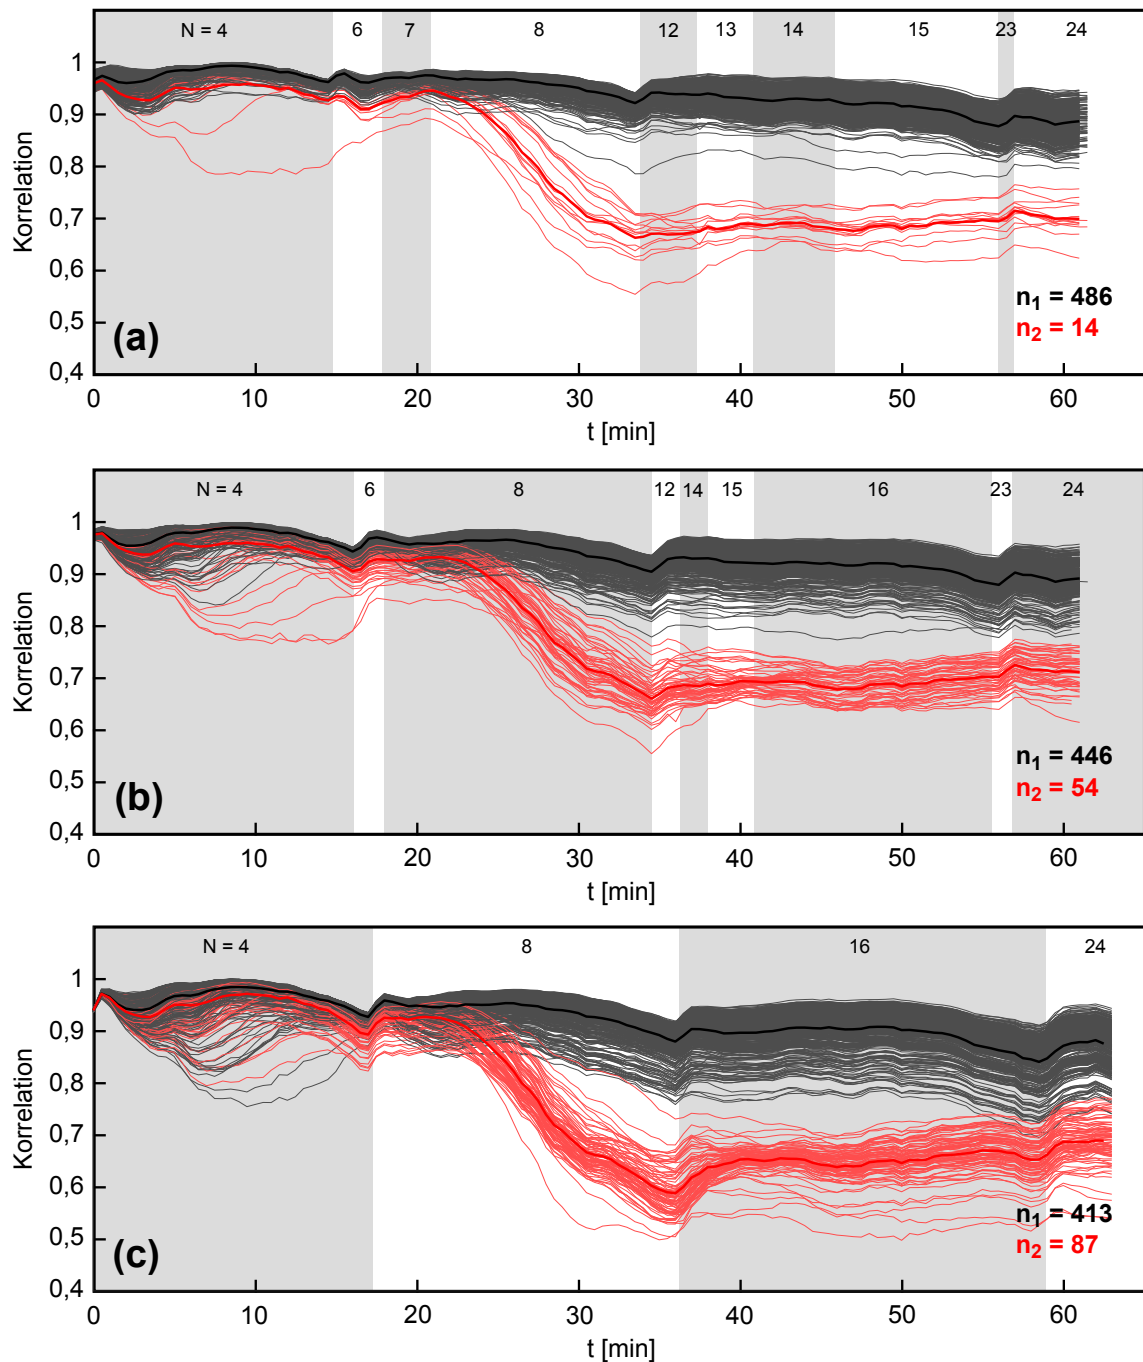 N = 4 6 7 8 12 13 14 15 23 24
1
0,9
0,8
0,7
0,6
0,5
0,4
Korrelation
n1 = 486
n2 = 14
(a)
0 10 20 30 40 50 60
t [min]
N = 4 6 8 12 14 15 16 23 24
1
0,9
0,8
0,7
0,6
0,5
0,4
Korrelation
n1 = 446
n2 = 54
(b)
0 10 20 30 40 50 60
t [min]
N = 4 8 16 24
1
0,9
0,8
0,7
0,6
0,5
0,4
Korrelation
n1 = 413
n2 = 87
(c)
0 10 20 30 40 50 60
t [min]